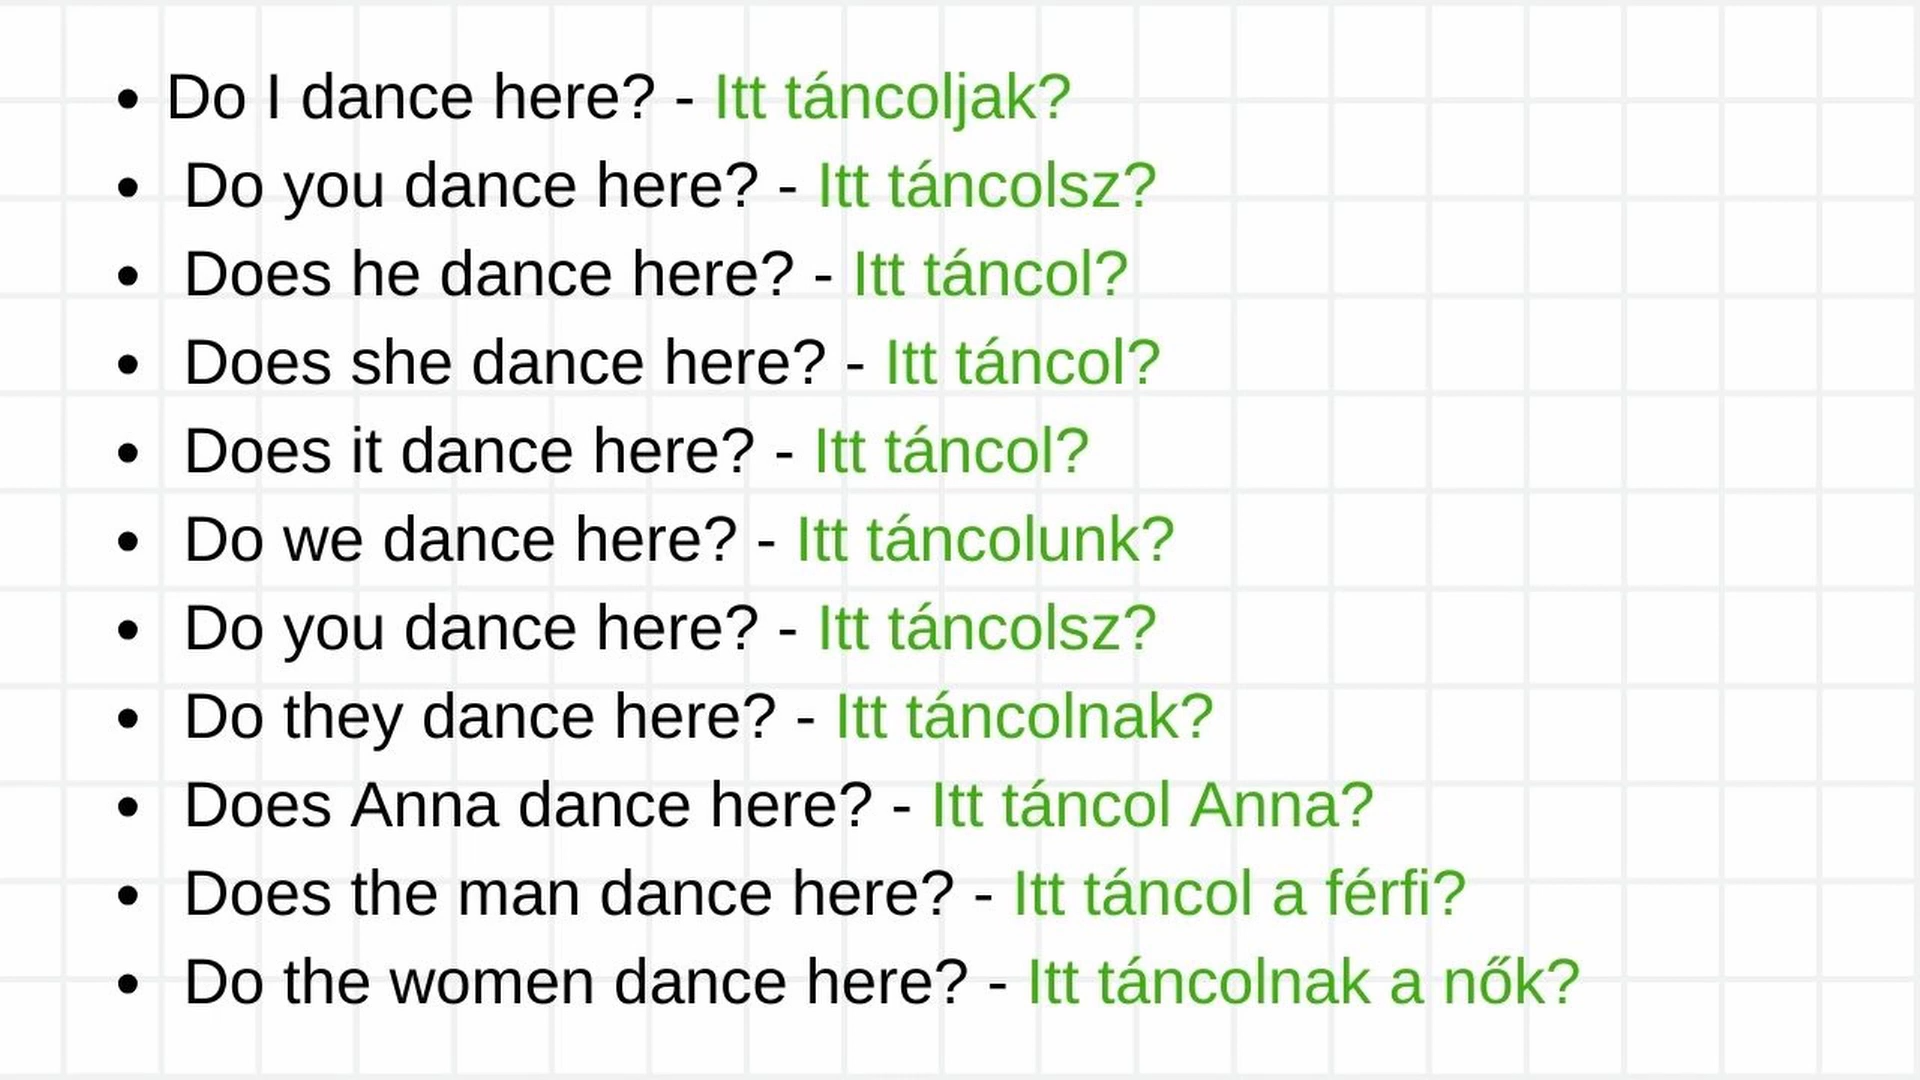 • Do I dance here? - Itt táncoljak?
• Do you dance here? - Itt táncolsz?
• Does he dance here? - Itt táncol?
• Does she dance here? - Itt táncol?
• Does it dance here? - Itt táncol?
• Do we dance here? - Itt táncolunk?
• Do you dance here? - Itt táncolsz?
• Do they dance here? - Itt táncolnak?
• Does Anna dance here? - Itt táncol Anna?
• Does the man dance here? - Itt táncol a férfi?
• Do the women dance here? - Itt táncolnak a nők?